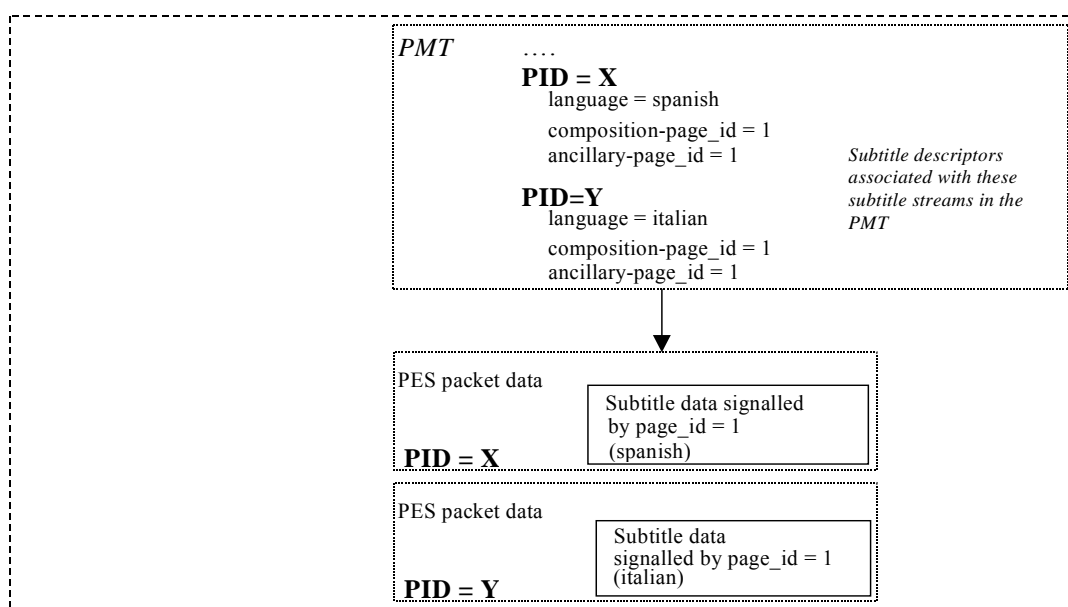 PMT ....
PID = X
language = spanish
composition-page_id = 1
ancillary-page_id = 1
PID=Y
language = italian
composition-page_id = 1
ancillary-page_id = 1
Subtitle descriptors
associated with these
subtitle streams in the
PMT
PES packet data
Subtitle data signalled
by page_id = 1
(spanish)
PID = X
PES packet data
Subtitle data
signalled by page_id = 1
(italian)
PID = Y